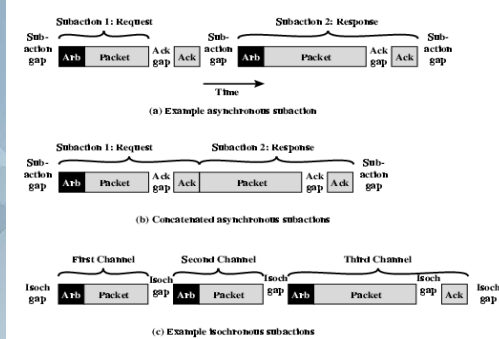 Subaction 1: Request
Subaction 2: Response
Sub-
action
gap
Arb
Packet
Ack
gap
Ack
Sub-
action
gap
Arb
Packet
Ack
gap
Ack
Sub-
action
gap
Time
(a) Example asynchronous subaction
Subaction 1: Request
Subaction 2: Response
Sub-
action
gap
Arb
Packet
Ack
gap
Ack
Packet
Ack
gap
Ack
Sub-
action
gap
(b) Concatenated asynchronous subactions
First Channel
Second Channel
Third Channel
Isoch
gap
Arb
Packet
Isoch
gap
Arb
Packet
Isoch
gap
Arb
Packet
Isoch
gap
Ack
Isoch
gap
(c) Example isochronous subactions